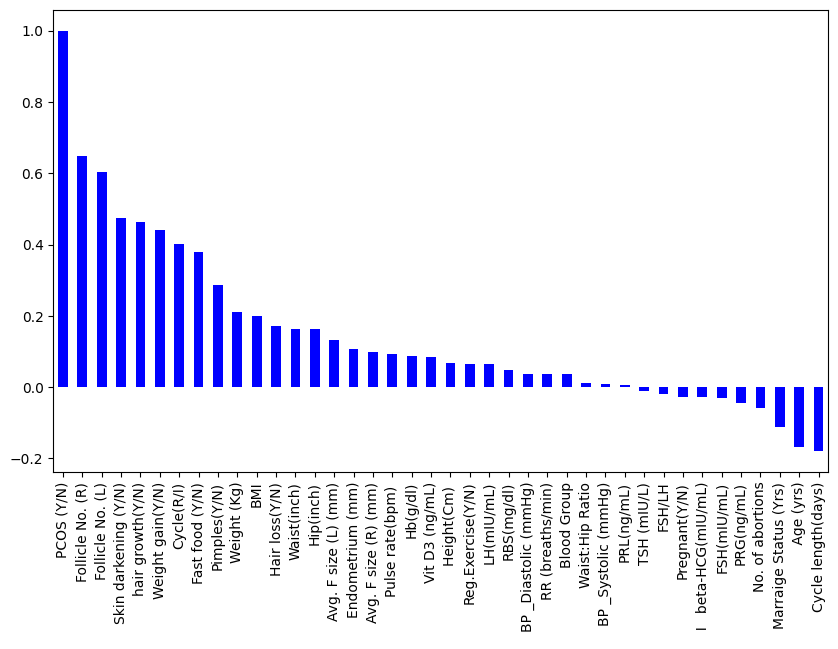 1.0
0.8
0.6
0.4
0.2
0.0
−0.2
PCOS (Y/N)
Follicle No. (R)
Follicle No. (L)
Skin darkening (Y/N)
hair growth(Y/N)
Weight gain(Y/N)
Cycle(R/I)
Fast food (Y/N)
Pimples(Y/N)
Weight (Kg)
BMI
Hair loss(Y/N)
Waist(inch)
Hip(inch)
Avg. F size (L) (mm)
Endometrium (mm)
Avg. F size (R) (mm)
Pulse rate(bpm)
Hb(g/dl)
Vit D3 (ng/mL)
Height(Cm)
Reg.Exercise(Y/N)
LH(mIU/mL)
RBS(mg/dl)
BP _Diastolic (mmHg)
RR (breaths/min)
Blood Group
Waist:Hip Ratio
BP _Systolic (mmHg)
PRL(ng/mL)
TSH (mIU/L)
FSH/LH
Pregnant(Y/N)
I   beta-HCG(mIU/mL)
FSH(mIU/mL)
PRG(ng/mL)
No. of abortions
Marraige Status (Yrs)
Age (yrs)
Cycle length(days)